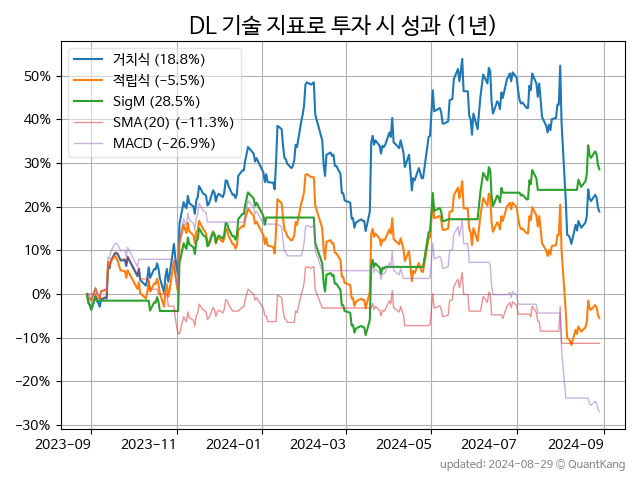 DL 기술 지표로 투자 시 성과 (1년)
거치식 (18.8%)
적립식 (−5.5%)
SigM (28.5%)
SMA(20) (−11.3%)
MACD (−26.9%)
50%
40%
30%
20%
10%
0%
−10%
−20%
−30%
2023-09 2023-11 2024-01 2024-03 2024-05 2024-07 2024-09
updated: 2024-08-29 © QuantKang